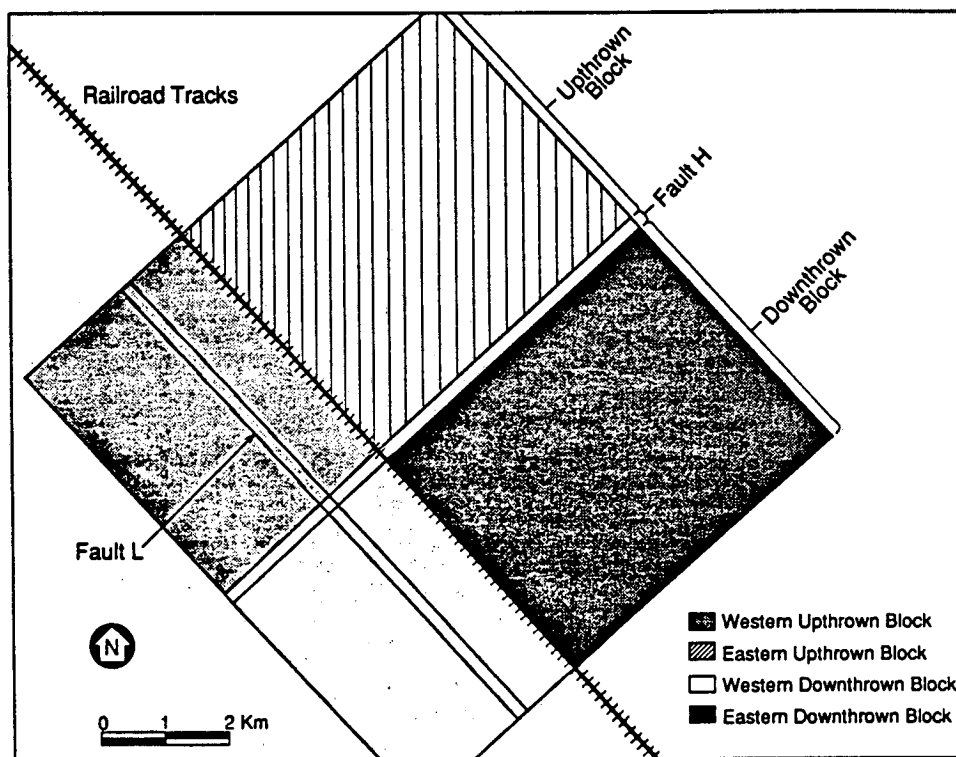 Railroad Tracks
Upthrown
Block
Fault H
Downthrown
Block
Fault L
N
0 1 2 Km
Western Upthrown Block
Eastern Upthrown Block
Western Downthrown Block
Eastern Downthrown Block